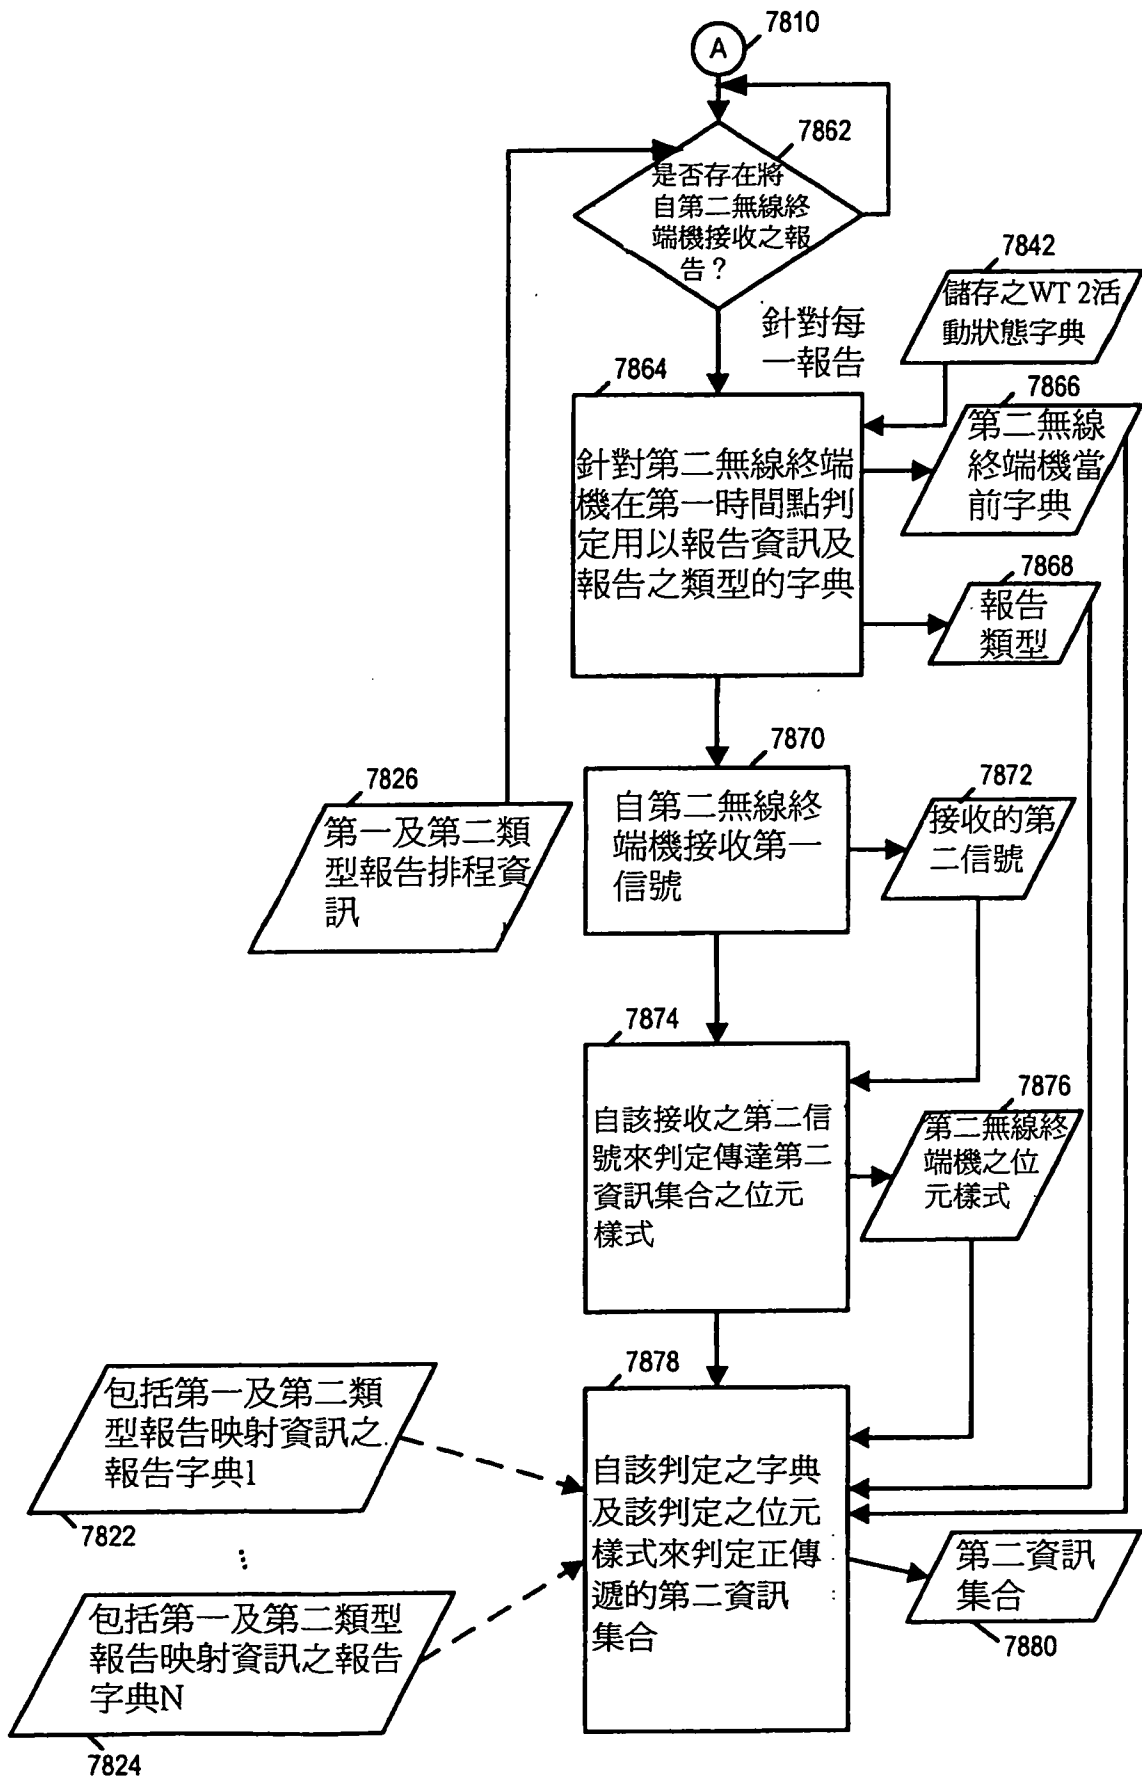 7810
A
7862
是否存在將
自第二無線終
端機接收之報
告？
7842
儲存之WT 2活
動狀態字典
針對每
一報告
7864
7866
第二無線
終端機當
前字典
針對第二無線終端
機在第一時間點判
定用以報告資訊及
報告之類型的字典
7868
報告
類型
7870
7826
7872
第一及第二類
型報告排程資
訊
自第二無線終
端機接收第一
信號
接收的第
二信號
7874
7876
自該接收之第二信
號來判定傳達第二
資訊集合之位元
樣式
第二無線終
端機之位
元樣式
7878
包括第一及第二類
型報告映射資訊之
報告字典1
7822
⋮
自該判定之字典
及該判定之位元
樣式來判定正傳
遞的第二資訊
集合
第二資訊
集合
7880
包括第一及第二類型
報告映射資訊之報告
字典N
7824